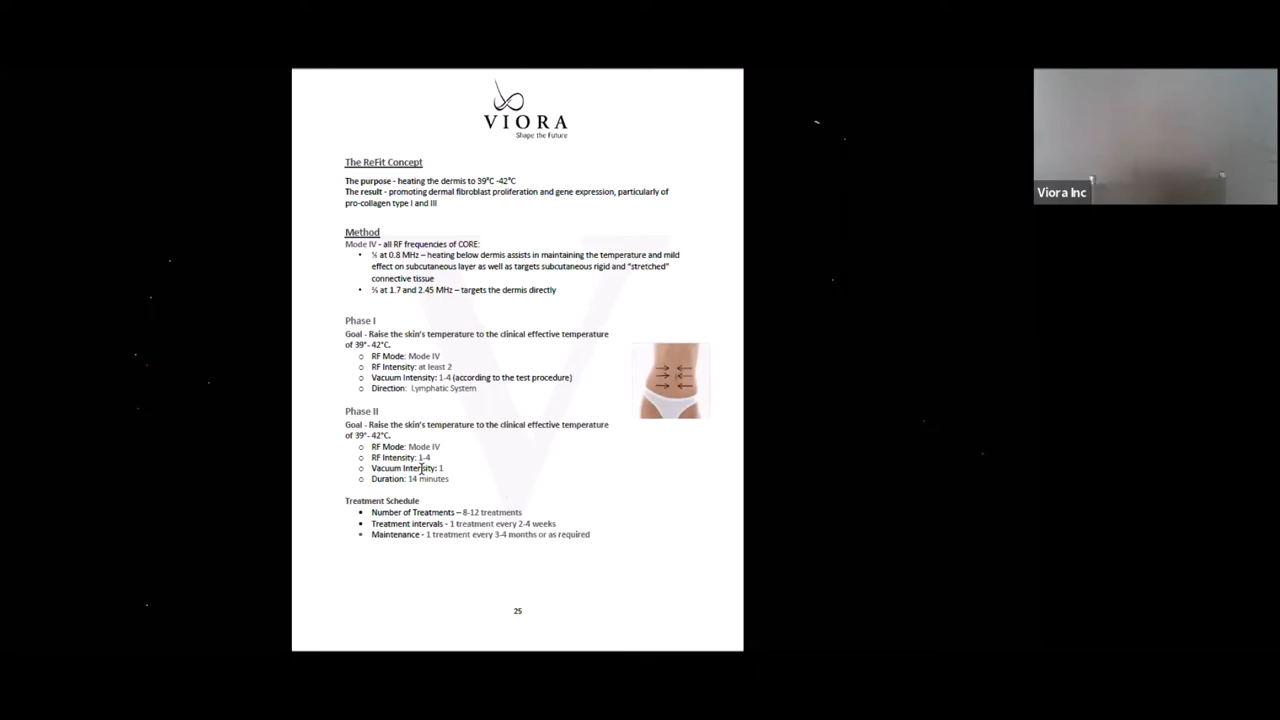 VIORA
Shape the Future
The ReFit Concept
The purpose - heating the dermis to 39°C -42°C
The result - promoting dermal fibroblast proliferation and gene expression, particularly of
pro-collagen type I and III
Method
Mode IV - all RF frequencies of CORE:
• at 0.8 MHz – heating below dermis assists in maintaining the temperature and mild
effect on subcutaneous layer as well as targets subcutaneous rigid and “stretched”
connective tissue
• at 1.7 and 2.45 MHz – targets the dermis directly
Phase I
Goal - Raise the skin's temperature to the clinical effective temperature
of 39°- 42°C.
o RF Mode: Mode IV
o RF Intensity: at least 2
o Vacuum Intensity: 1-4 (according to the test procedure)
o Direction: Lymphatic System
Phase II
Goal - Raise the skin's temperature to the clinical effective temperature
of 39°- 42°C.
o RF Mode: Mode IV
o RF Intensity: 1-4
o Vacuum Intensity: 1
o Duration: 14 minutes
Treatment Schedule
• Number of Treatments – 8-12 treatments
• Treatment intervals - 1 treatment every 2-4 weeks
• Maintenance - 1 treatment every 3-4 months or as required
25
Viora Inc